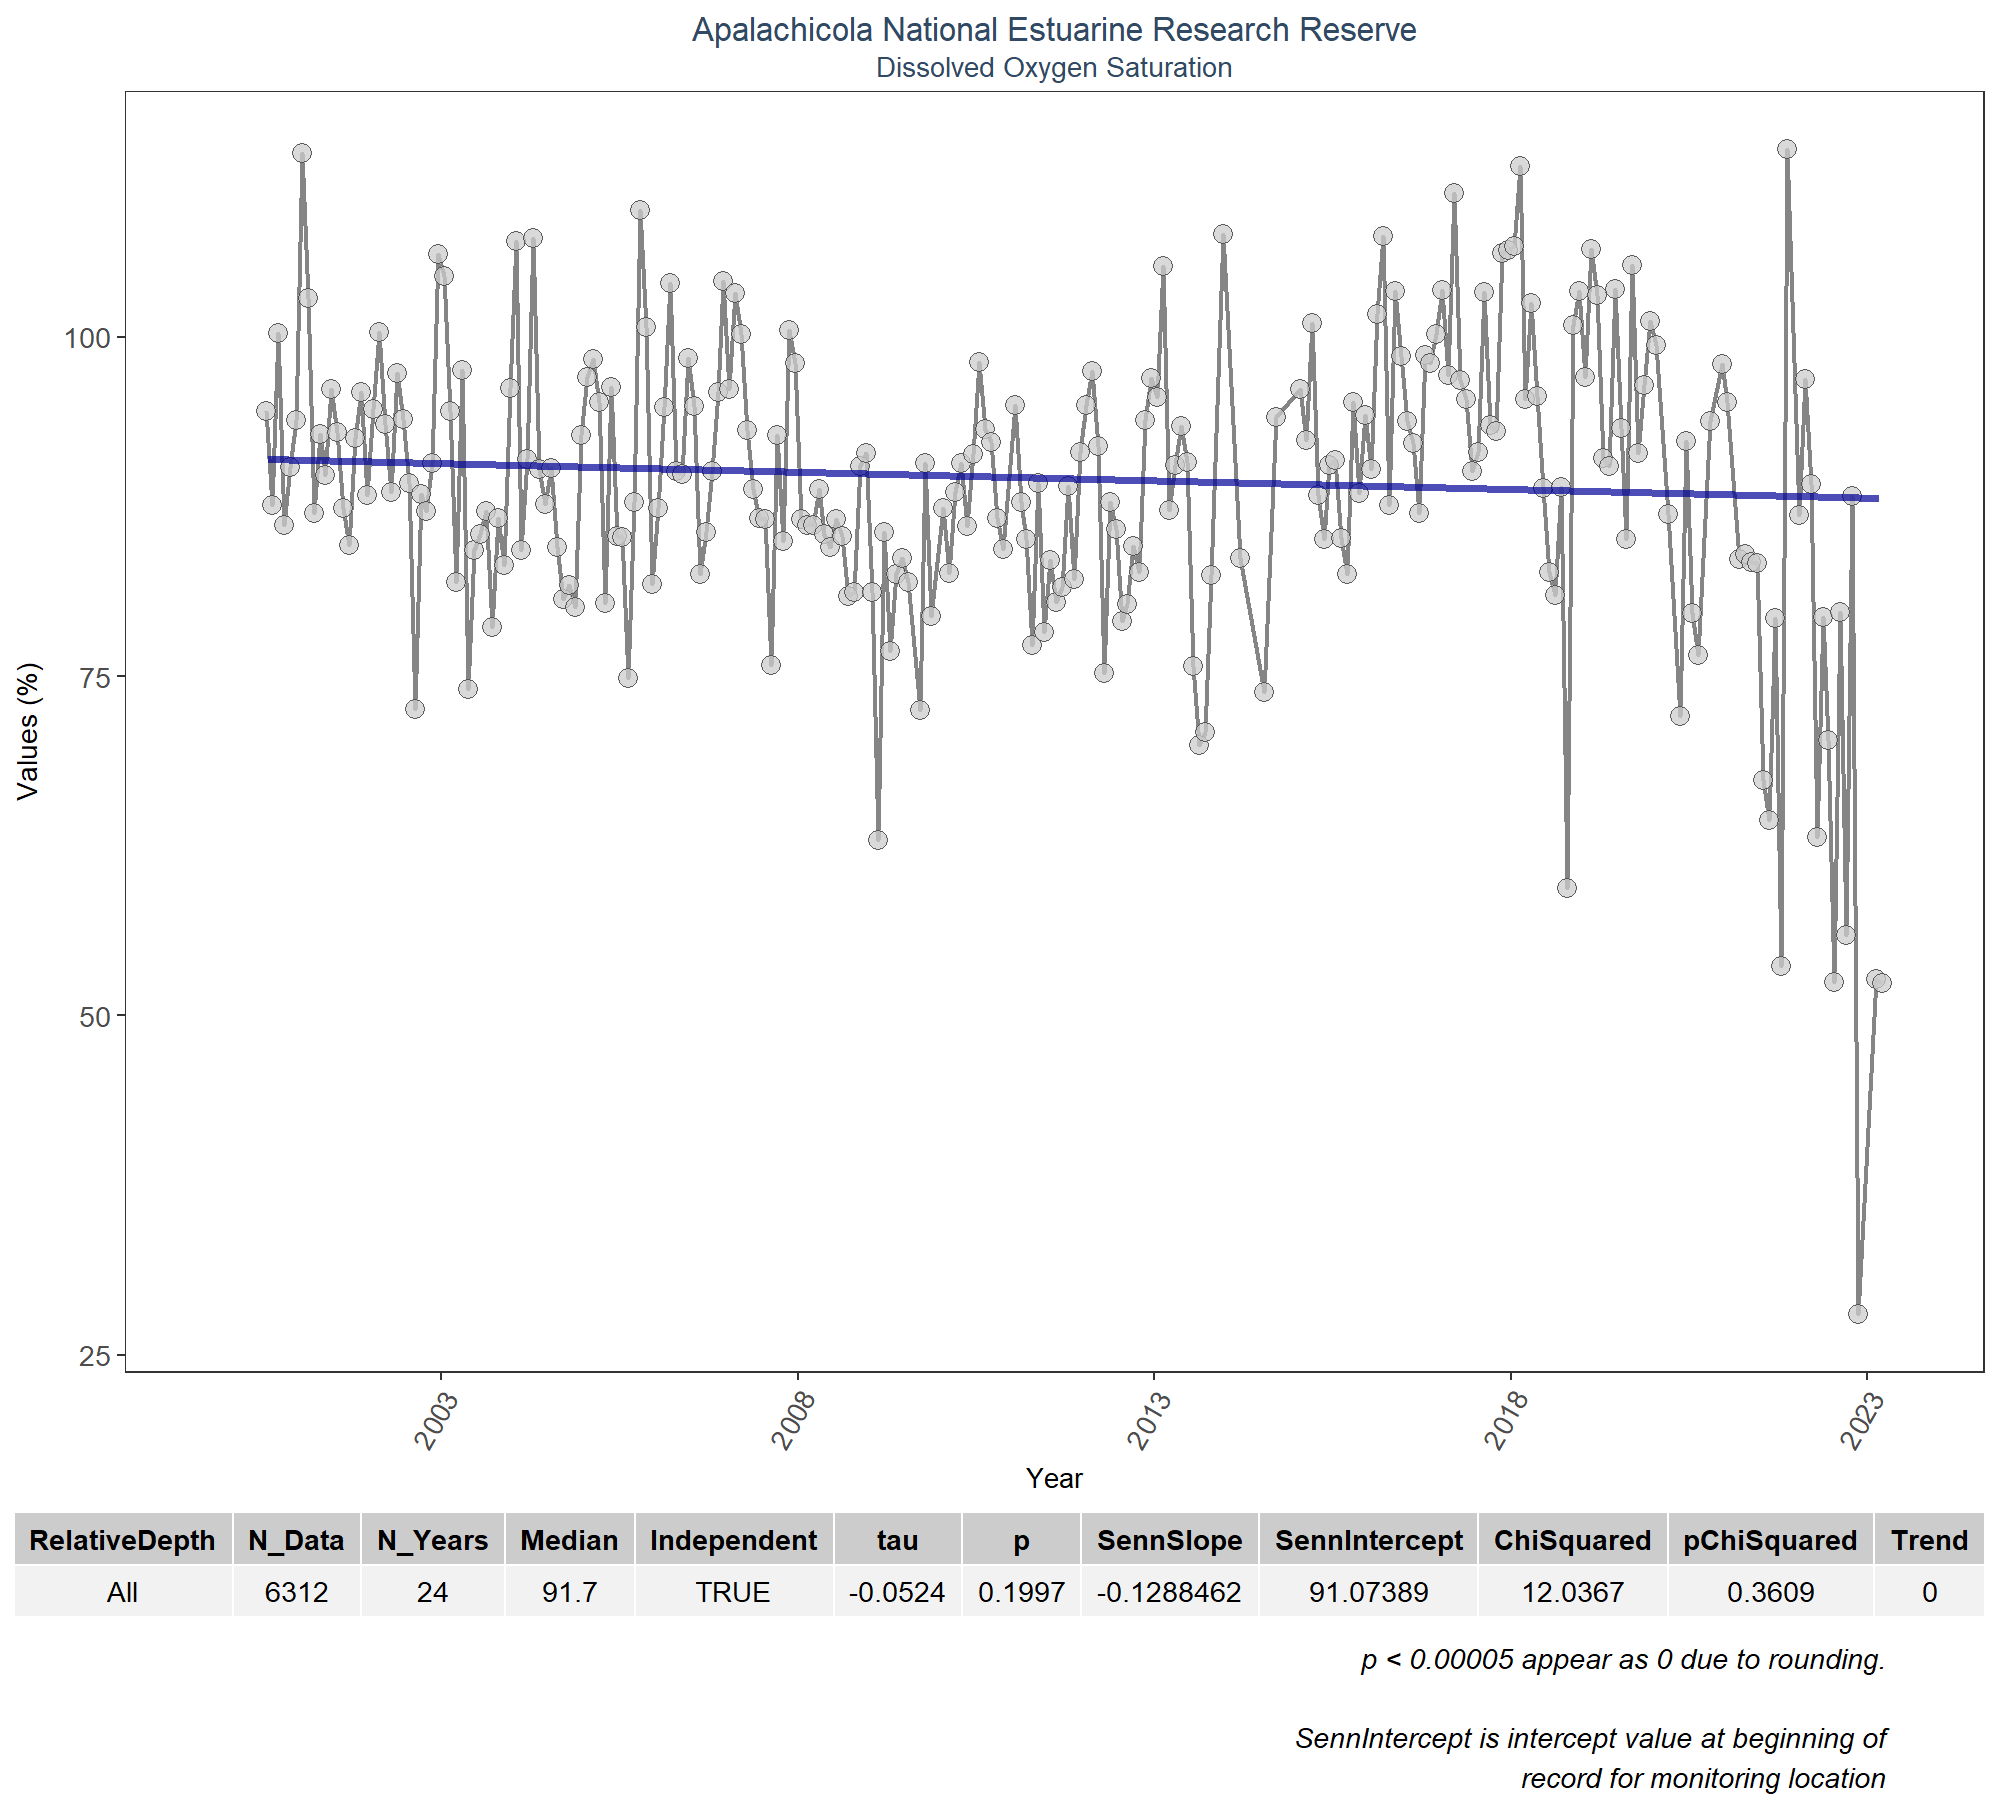 Apalachicola National Estuarine Research Reserve
Dissolved Oxygen Saturation
Values (%)
100
75
50
25
2003
2008
2013
2018
2023
Year
RelativeDepth N_Data N_Years Median Independent tau p SennSlope SennIntercept ChiSquared pChiSquared Trend
All 6312 24 91.7 TRUE -0.0524 0.1997 -0.1288462 91.07389 12.0367 0.3609 0
p < 0.00005 appear as 0 due to rounding.
SennIntercept is intercept value at beginning of
record for monitoring location